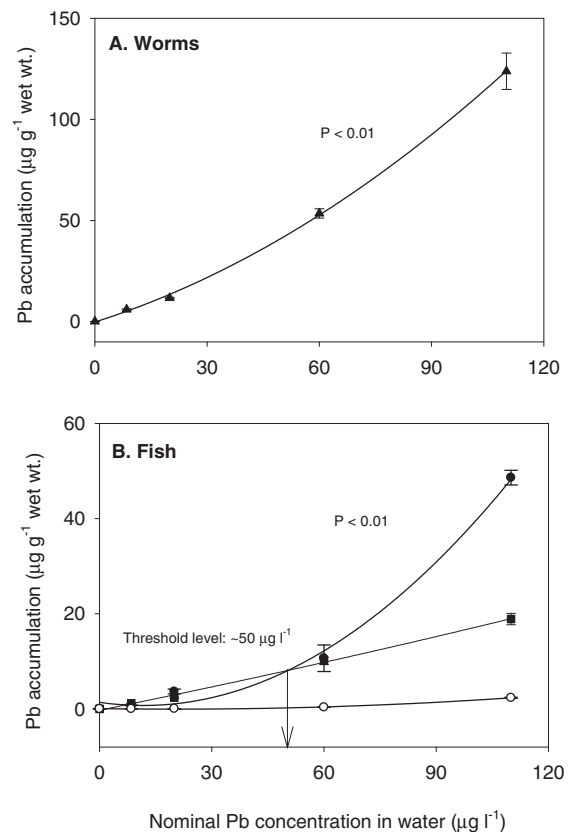 A. Worms
P < 0.01
Pb accumulation (µg g⁻¹ wet wt.)
150
100
50
0
0 30 60 90 120
B. Fish
P < 0.01
Threshold level: ~50 µg l⁻¹
Pb accumulation (µg g⁻¹ wet wt.)
60
40
20
0
0 30 60 90 120
Nominal Pb concentration in water (µg l⁻¹)